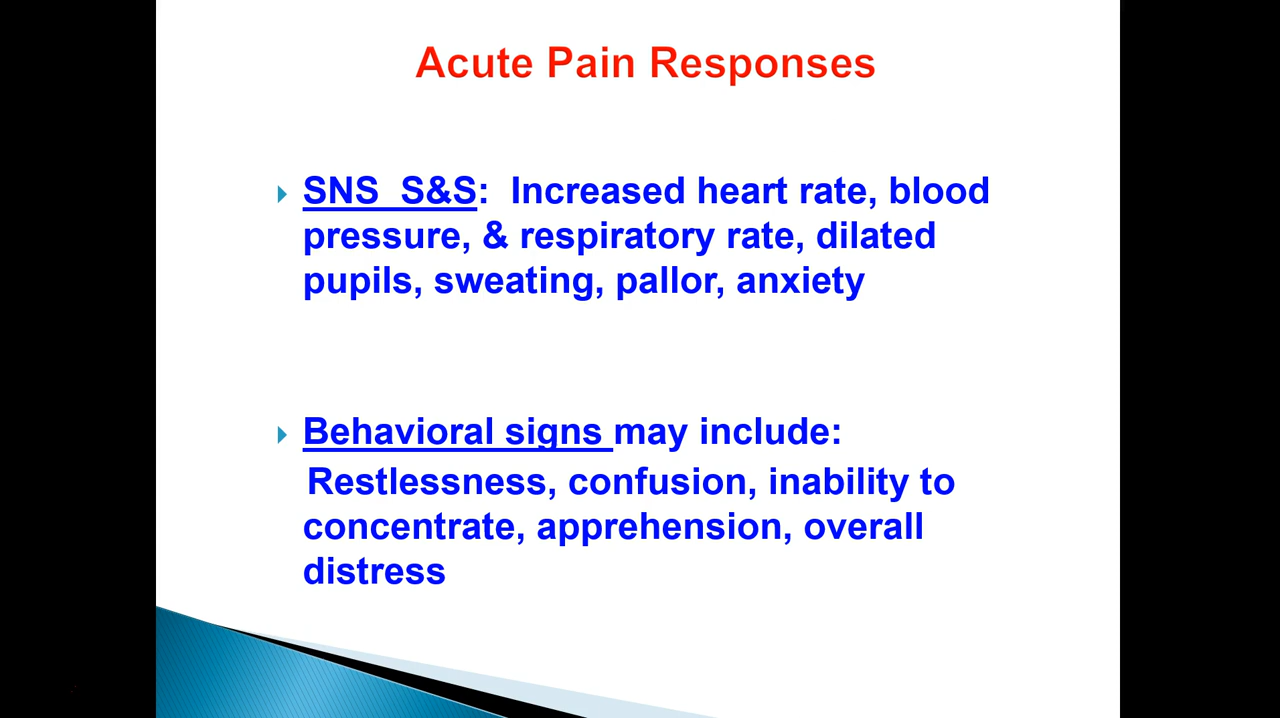 Acute Pain Responses
SNS  S&S:  Increased heart rate, blood
pressure, & respiratory rate, dilated
pupils, sweating, pallor, anxiety
Behavioral signs may include:
Restlessness, confusion, inability to
concentrate, apprehension, overall
distress